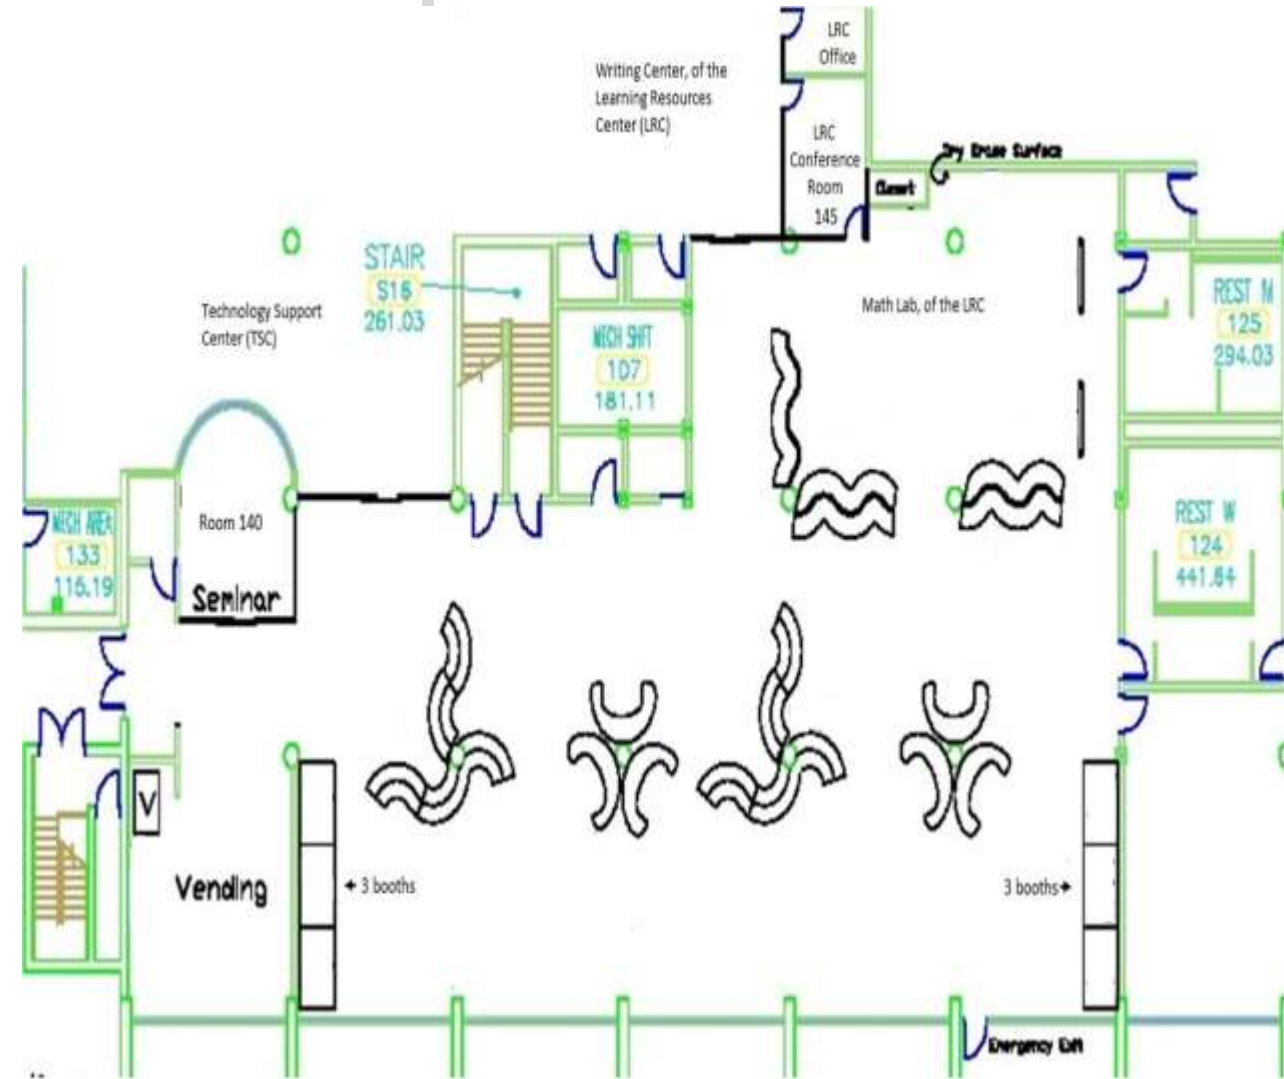 LRC
Office
Writing Center, of the
Learning Resources
Center (LRC)
LRC
Conference
Room
145
Dry Erase Surface
Closet
STAIR
S16
261.03
Technology Support
Center (TSC)
MECH SHFT
107
181.11
Math Lab, of the LRC
REST M
125
294.03
Room 140
Seminar
MECH AREA
133
115.19
REST W
124
441.64
V
Vending
3 booths
3 booths
Emergency Exit